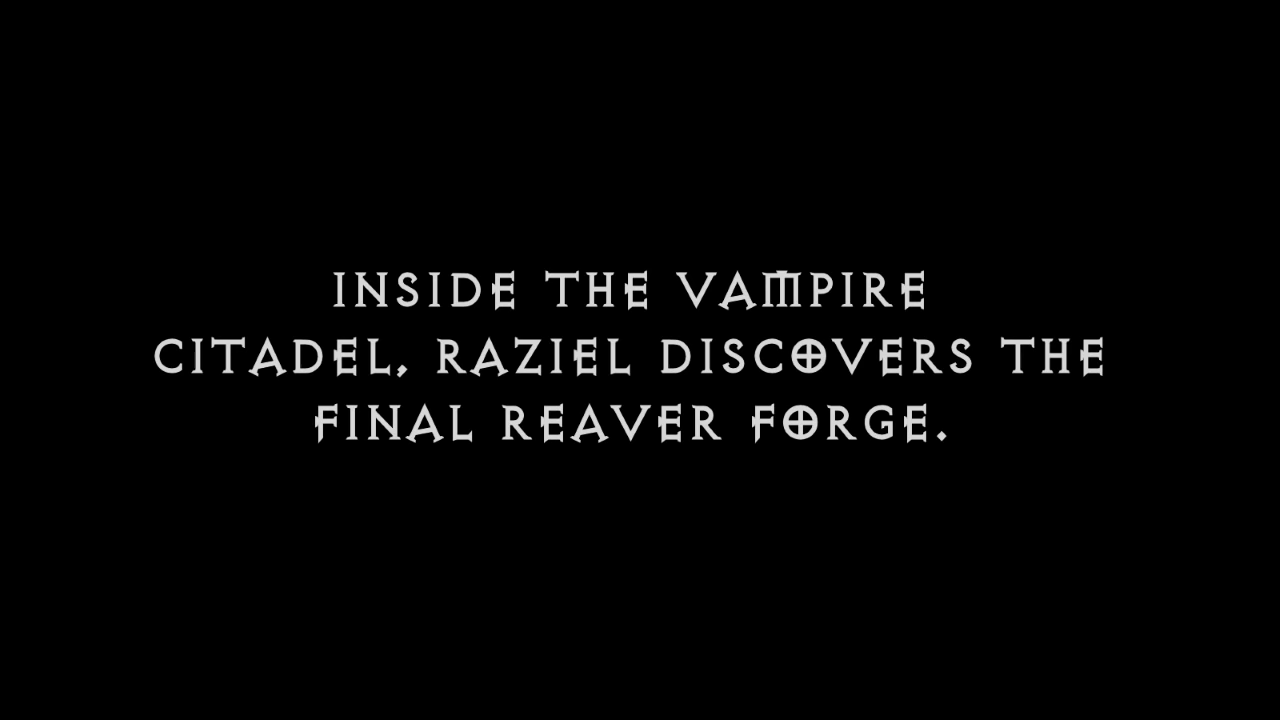 INSIDE THE VAMPIRE
CITADEL, RAZIEL DISCOVERS THE
FINAL REAVER FORGE.